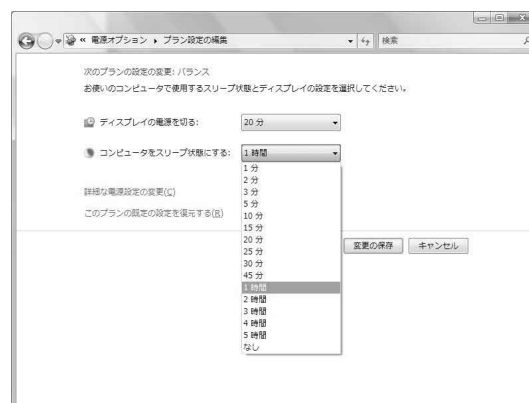 « 電源オプション ▸ プラン設定の編集
検索
次のプランの設定の変更: バランス
お使いのコンピュータで使用するスリープ状態とディスプレイの設定を選択してください。
ディスプレイの電源を切る: 20 分
コンピュータをスリープ状態にする: 1 時間
1 分
2 分
3 分
5 分
10 分
15 分
20 分
25 分
30 分
45 分
1 時間
2 時間
3 時間
4 時間
5 時間
なし
詳細な電源設定の変更(C)
このプランの既定の設定を復元する(R)
変更の保存 キャンセル